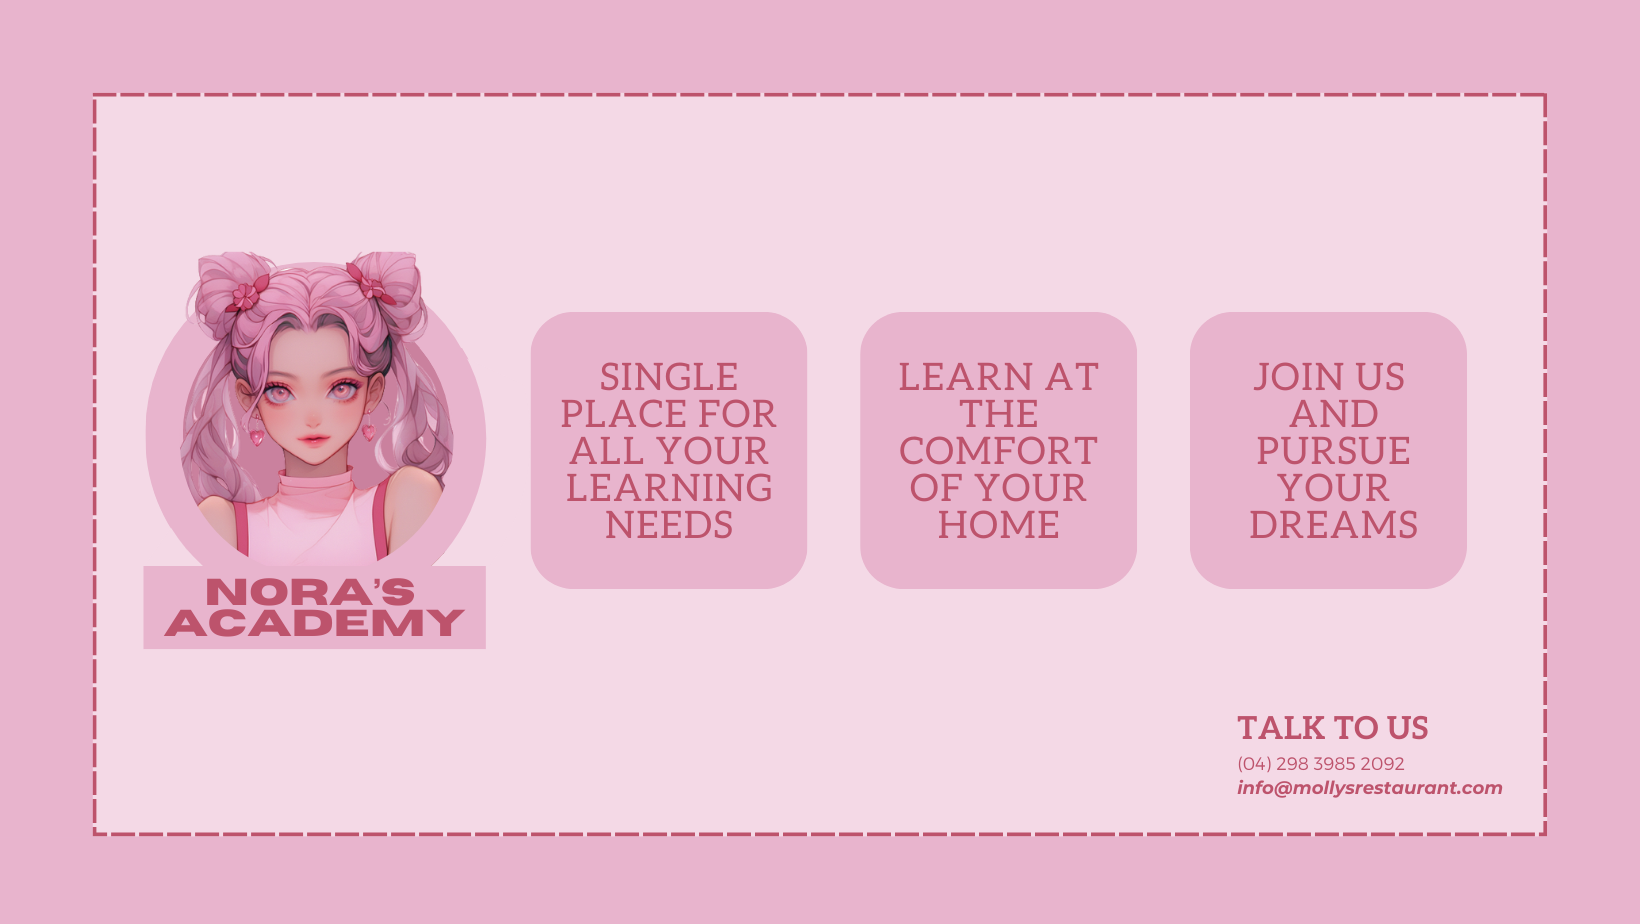 NORA'S
ACADEMY
SINGLE
PLACE FOR
ALL YOUR
LEARNING
NEEDS
LEARN AT
THE
COMFORT
OF YOUR
HOME
JOIN US
AND
PURSUE
YOUR
DREAMS
TALK TO US
(04) 298 3985 2092
info@mollysrestaurant.com